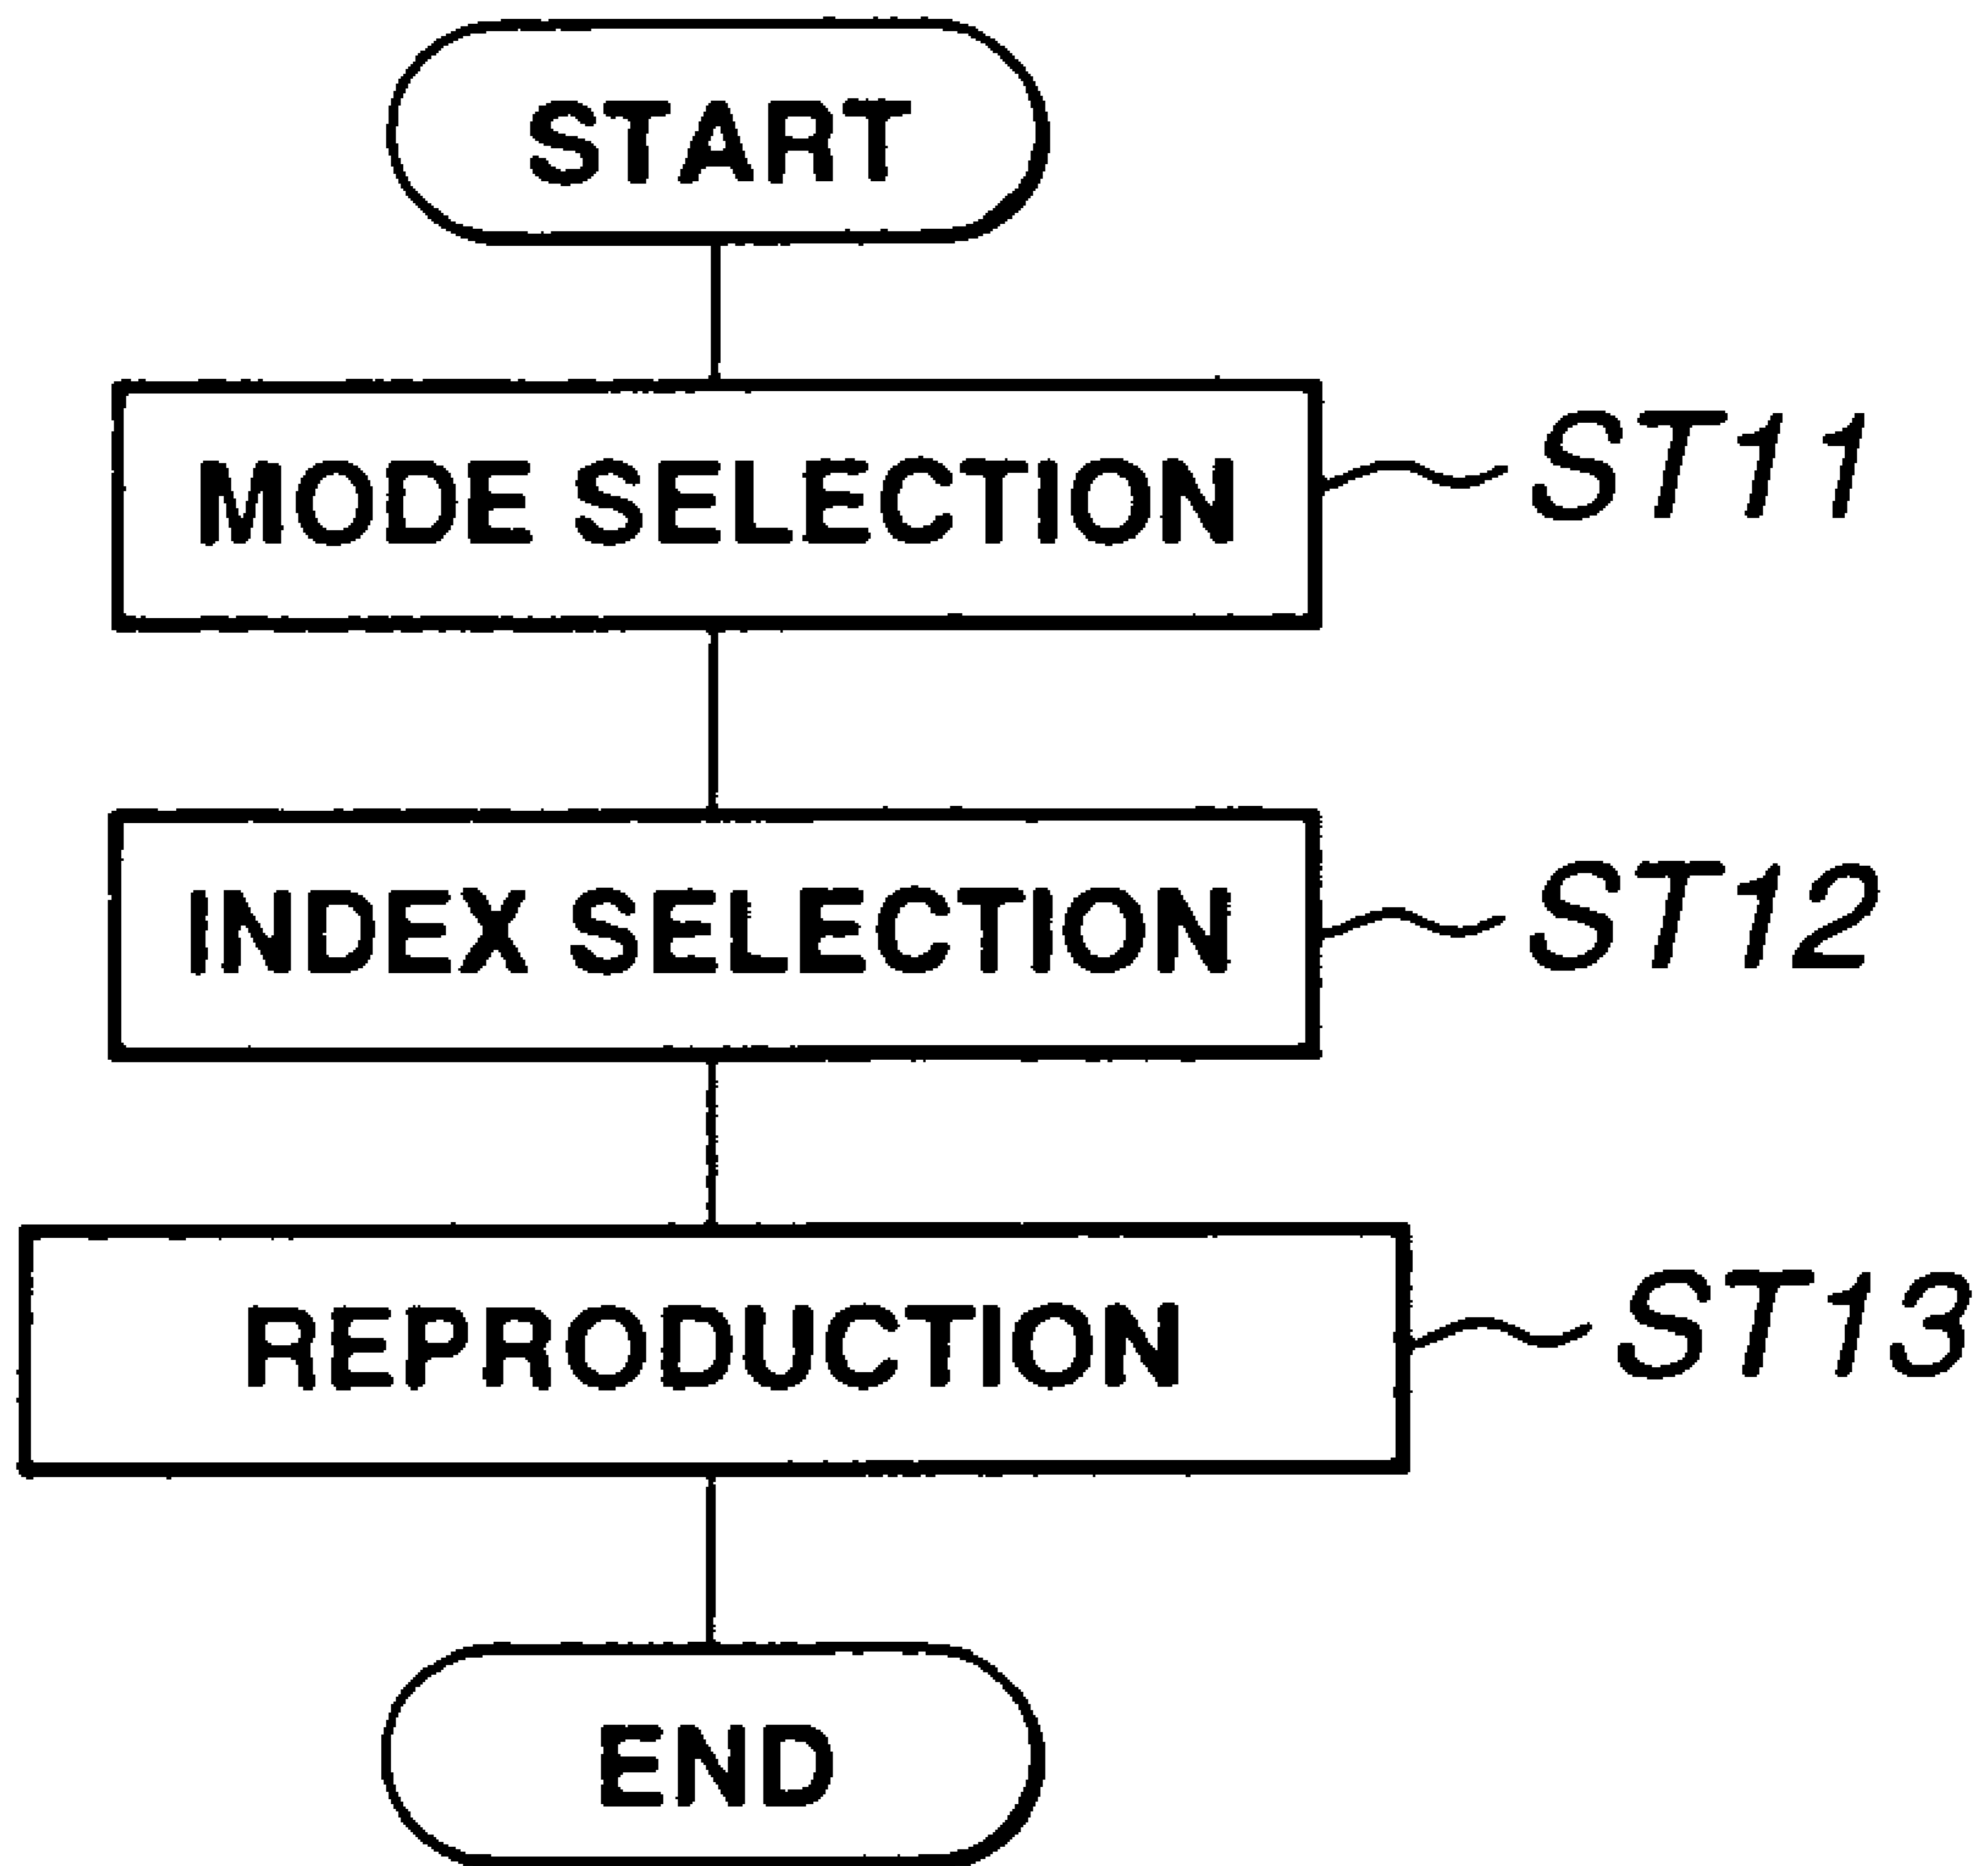 START
MODE SELECTION
ST11
INDEX SELECTION
ST12
REPRODUCTION
ST13
END